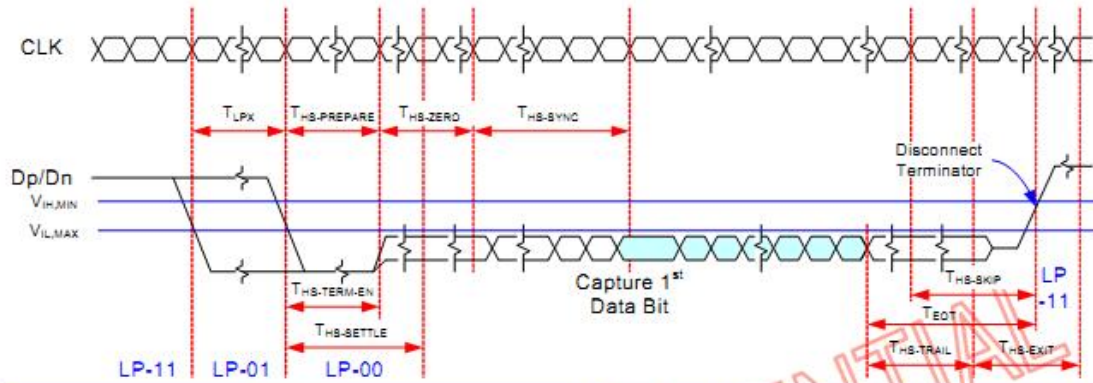 CLK
TLPX
THS-PREPARE
THS-ZERO
THS-SYNC
Disconnect
Terminator
Dp/Dn
VIH,MIN
VIL,MAX
THS-TERM-EN
Capture 1st
Data Bit
THS-SKIP
LP
-11
TEOT
THS-SETTLE
THS-TRAIL
THS-EXIT
LP-11
LP-01
LP-00
NTIAL